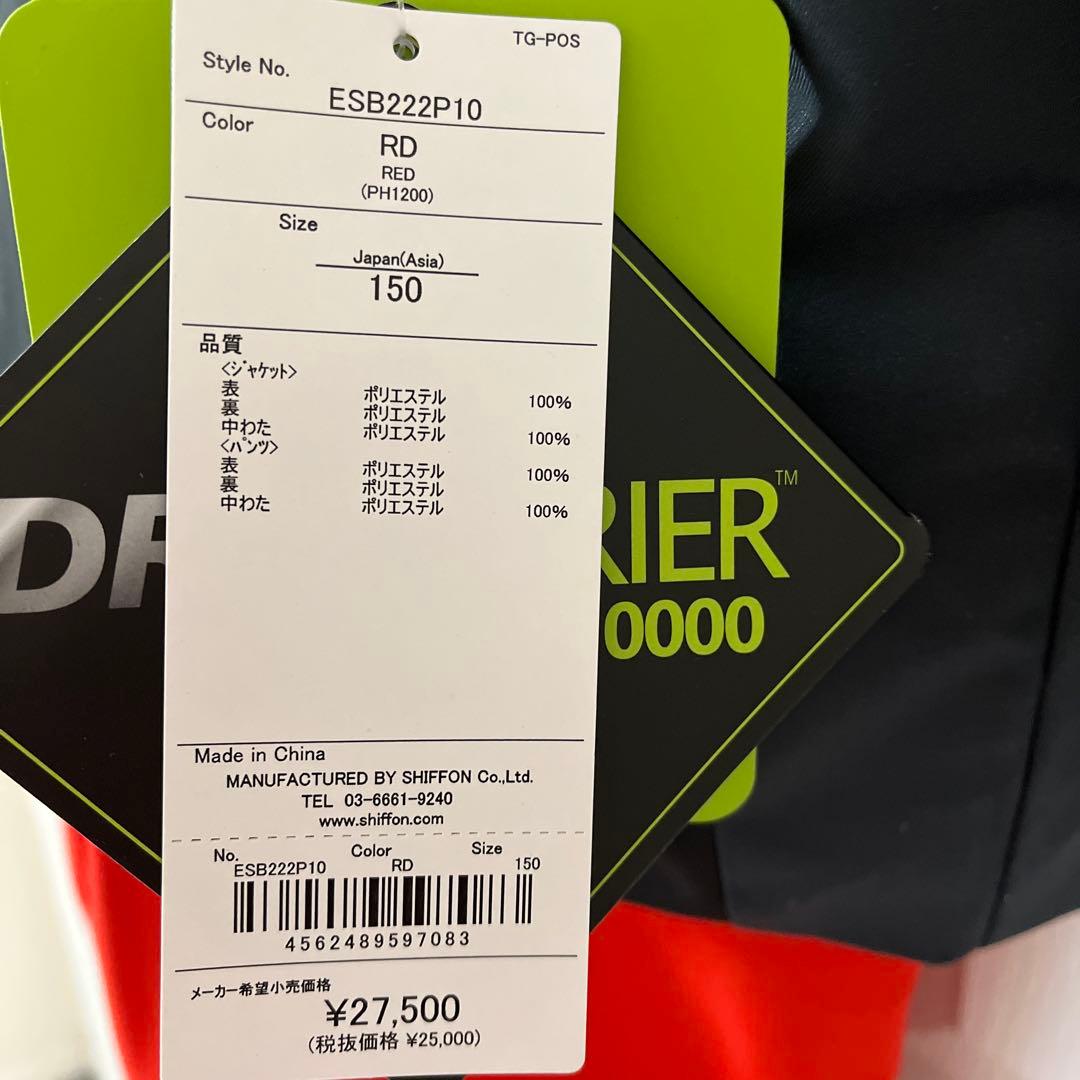 TG-POS
Style No.
ESB222P10
Color
RD
RED
(PH1200)
Size
Japan(Asia)
150
品質
<ジャケット>
表 ポリエステル 100%
裏 ポリエステル
中わた ポリエステル 100%
<パンツ>
表 ポリエステル 100%
裏 ポリエステル
中わた ポリエステル 100%
Made in China
MANUFACTURED BY SHIFFON Co.,Ltd.
TEL 03-6661-9240
www.shiffon.com
No. Color Size
ESB222P10 RD 150
4562489597083
メーカー希望小売価格
¥27,500
(税抜価格 ¥25,000)
RIER™
0000